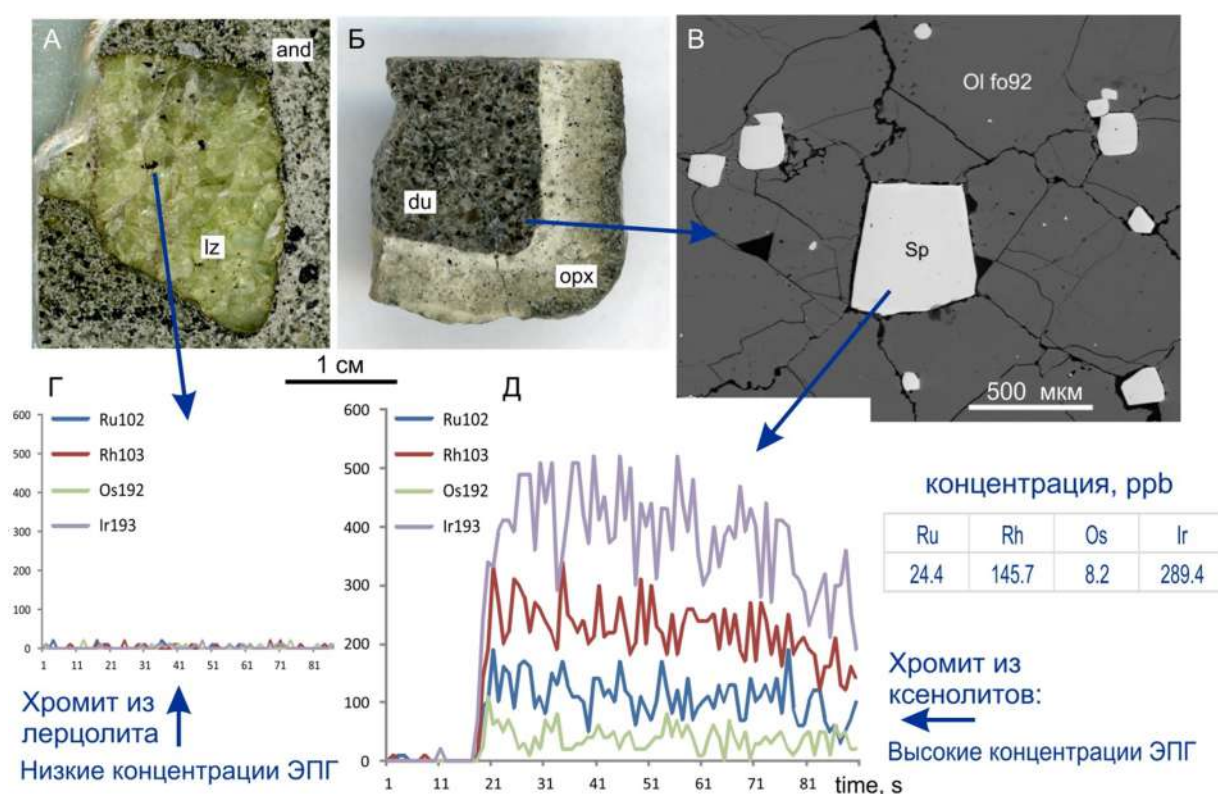 А
and
lz
Б
du
opx
В
Ol fo92
Sp
500 мкм
1 см
Г
600
500
400
300
200
100
0
Ru102
Rh103
Os192
Ir193
1 11 21 31 41 51 61 71 81
Хромит из
лерцолита
Низкие концентрации ЭПГ
Д
600
500
400
300
200
100
0
Ru102
Rh103
Os192
Ir193
1 11 21 31 41 51 61 71 81 time, s
концентрация, ppb
Ru Rh Os Ir
24.4 145.7 8.2 289.4
Хромит из
ксенолитов:
Высокие концентрации ЭПГ